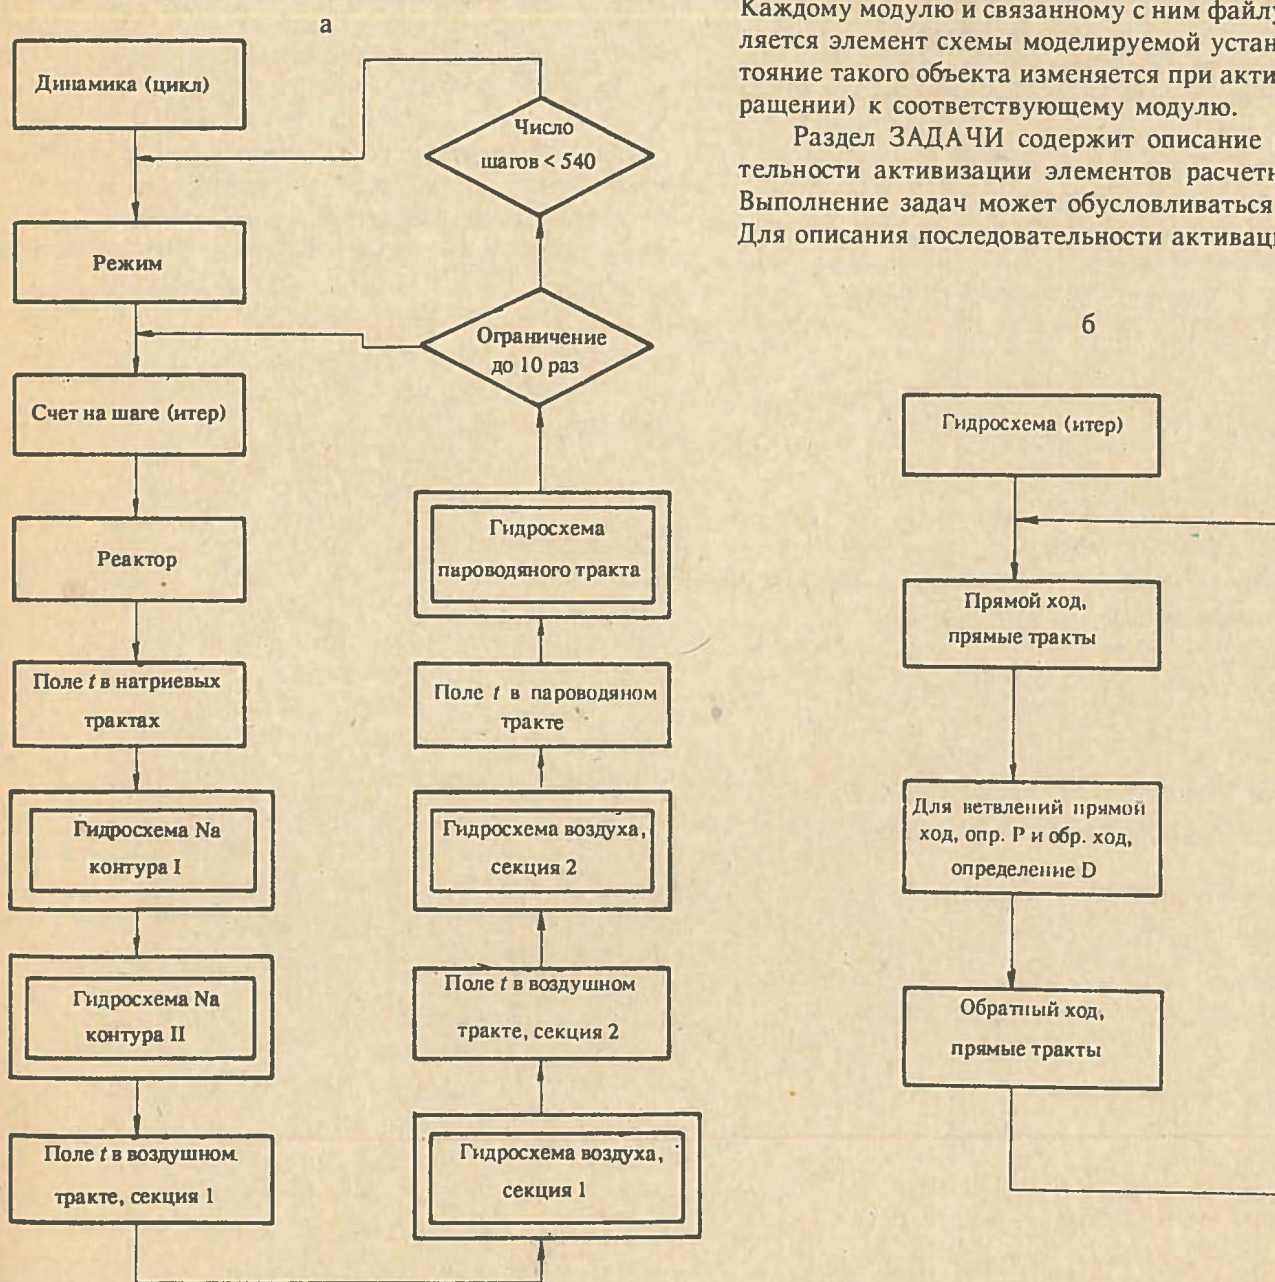 а
Динамика (цикл)
Режим
Счет на шаге (итер)
Реактор
Поле t в натриевых
трактах
Гидросхема Na
контура I
Гидросхема Na
контура II
Поле t в воздушном
тракте, секция 1
Число
шагов < 540
Ограничение
до 10 раз
Гидросхема
пароводяного тракта
Поле t в пароводяном
тракте
Гидросхема воздуха,
секция 2
Поле t в воздушном
тракте, секция 2
Гидросхема воздуха,
секция 1
Каждому модулю и связанному с ним файлу
ляется элемент схемы моделируемой устан
тояние такого объекта изменяется при акти
ращении) к соответствующему модулю.
Раздел ЗАДАЧИ содержит описание
тельности активизации элементов расчетн
Выполнение задач может обусловливаться
Для описания последовательности активаци
б
Гидросхема (итер)
Прямой ход,
прямые тракты
Для ветвлений прямой
ход, опр. P и обр. ход,
определение D
Обратный ход,
прямые тракты